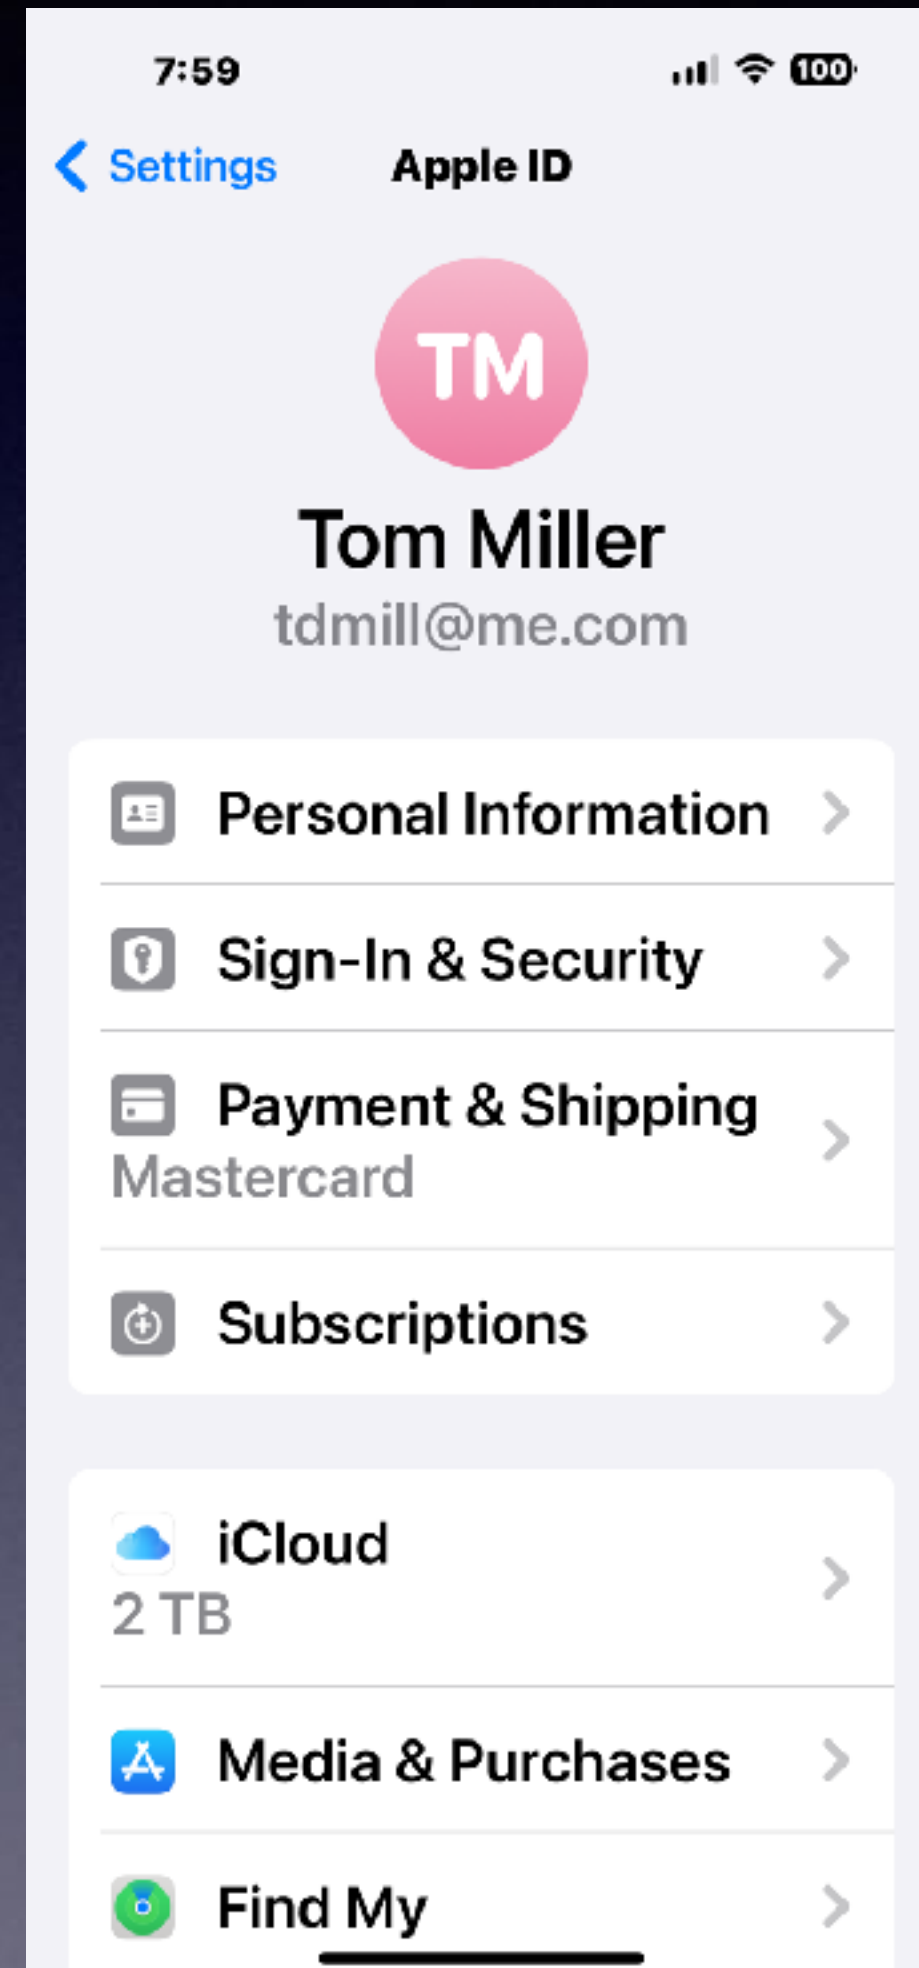 7:59
100
Settings
Apple ID
TM
Tom Miller
tdmill@me.com
Personal Information
Sign-In & Security
Payment & Shipping
Mastercard
Subscriptions
iCloud
2 TB
Media & Purchases
Find My